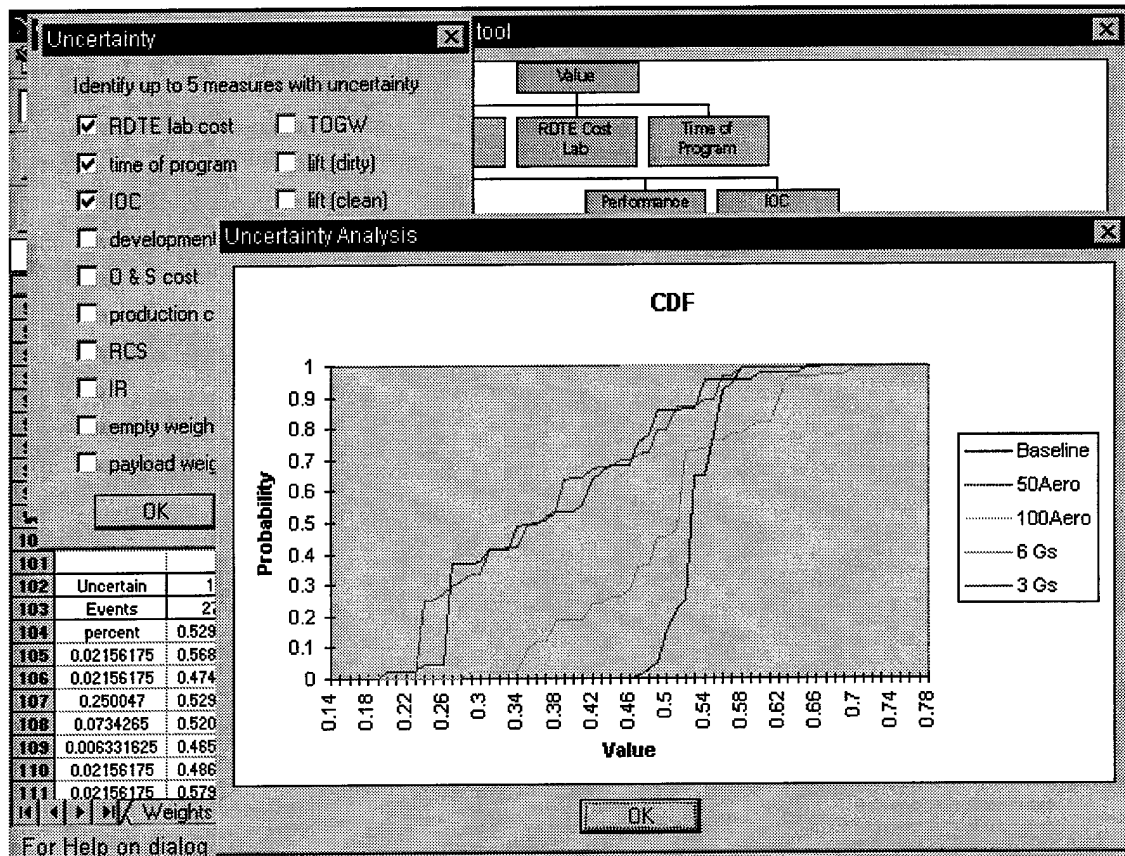 Uncertainty
tool
Identify up to 5 measures with uncertainty
RDTE lab cost
TOGW
time of program
lift (dirty)
IOC
lift (clean)
development
O & S cost
production c
RCS
IR
empty weigh
payload weig
OK
Value
RDTE Cost
Lab
Time of
Program
Performance
IOC
Uncertainty Analysis
CDF
Probability
1
0.9
0.8
0.7
0.6
0.5
0.4
0.3
0.2
0.1
0
0.14
0.18
0.22
0.26
0.3
0.34
0.38
0.42
0.46
0.5
0.54
0.58
0.62
0.66
0.7
0.74
0.78
Value
Baseline
50Aero
100Aero
6 Gs
3 Gs
OK
10
101
102 Uncertain 1
103 Events 27
104 percent 0.529
105 0.02156175 0.568
106 0.02156175 0.474
107 0.250047 0.529
108 0.0734265 0.520
109 0.006331625 0.465
110 0.02156175 0.486
111 0.02156175 0.579
Weights
For Help on dialog